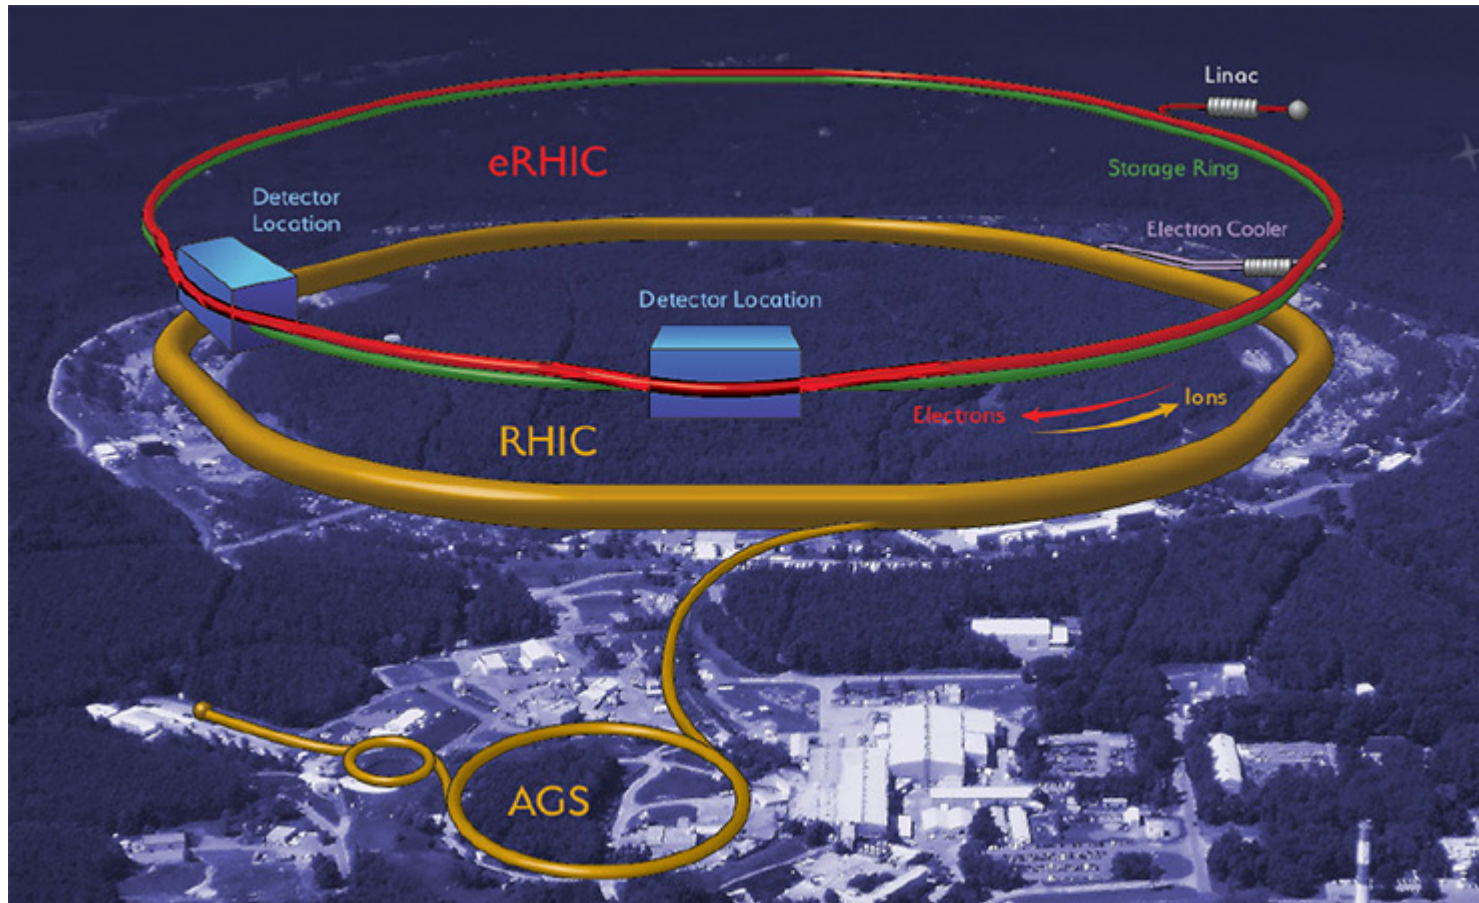 Linac
eRHIC
Storage Ring
Detector
Location
Electron Cooler
Detector Location
Ions
Electrons
RHIC
AGS